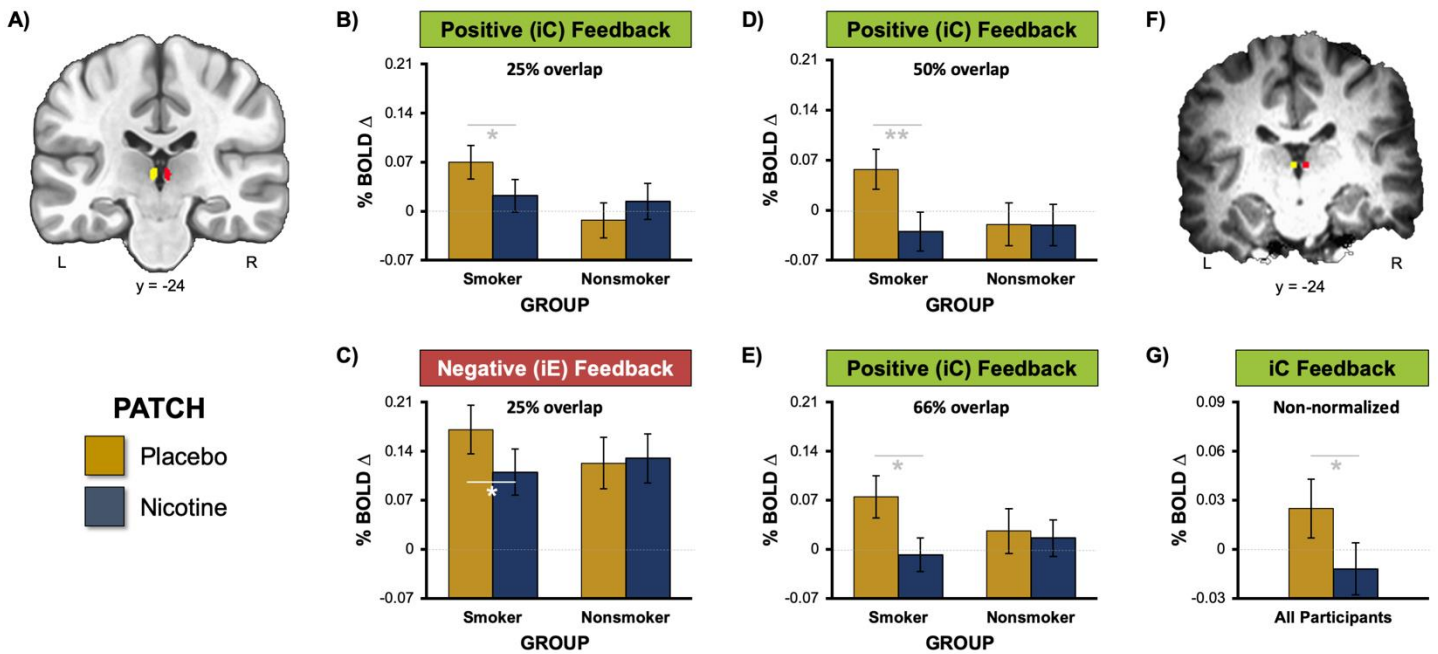 A)
L
R
y = -24
PATCH
Placebo
Nicotine
B)
Positive (iC) Feedback
25% overlap
% BOLD Δ
0.21
0.14
0.07
0
-0.07
*
Smoker
Nonsmoker
GROUP
C)
Negative (iE) Feedback
25% overlap
% BOLD Δ
0.21
0.14
0.07
0
-0.07
*
Smoker
Nonsmoker
GROUP
D)
Positive (iC) Feedback
50% overlap
% BOLD Δ
0.21
0.14
0.07
0
-0.07
**
Smoker
Nonsmoker
GROUP
E)
Positive (iC) Feedback
66% overlap
% BOLD Δ
0.21
0.14
0.07
0
-0.07
*
Smoker
Nonsmoker
GROUP
F)
L
R
y = -24
G)
iC Feedback
Non-normalized
% BOLD Δ
0.09
0.06
0.03
0
-0.03
*
All Participants